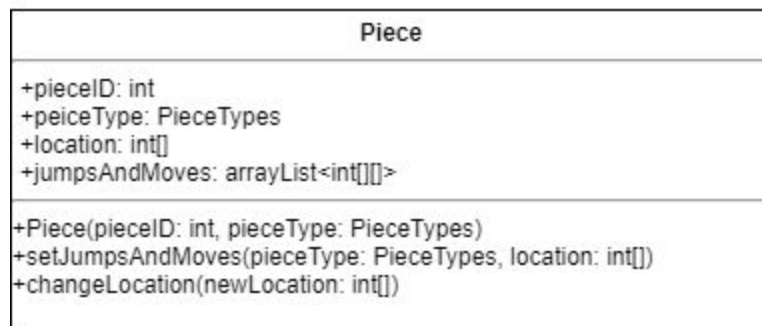 Piece
+pieceID: int
+peiceType: PieceTypes
+location: int[]
+jumpsAndMoves: arrayList<int[][]>
+Piece(pieceID: int, pieceType: PieceTypes)
+setJumpsAndMoves(pieceType: PieceTypes, location: int[])
+changeLocation(newLocation: int[])